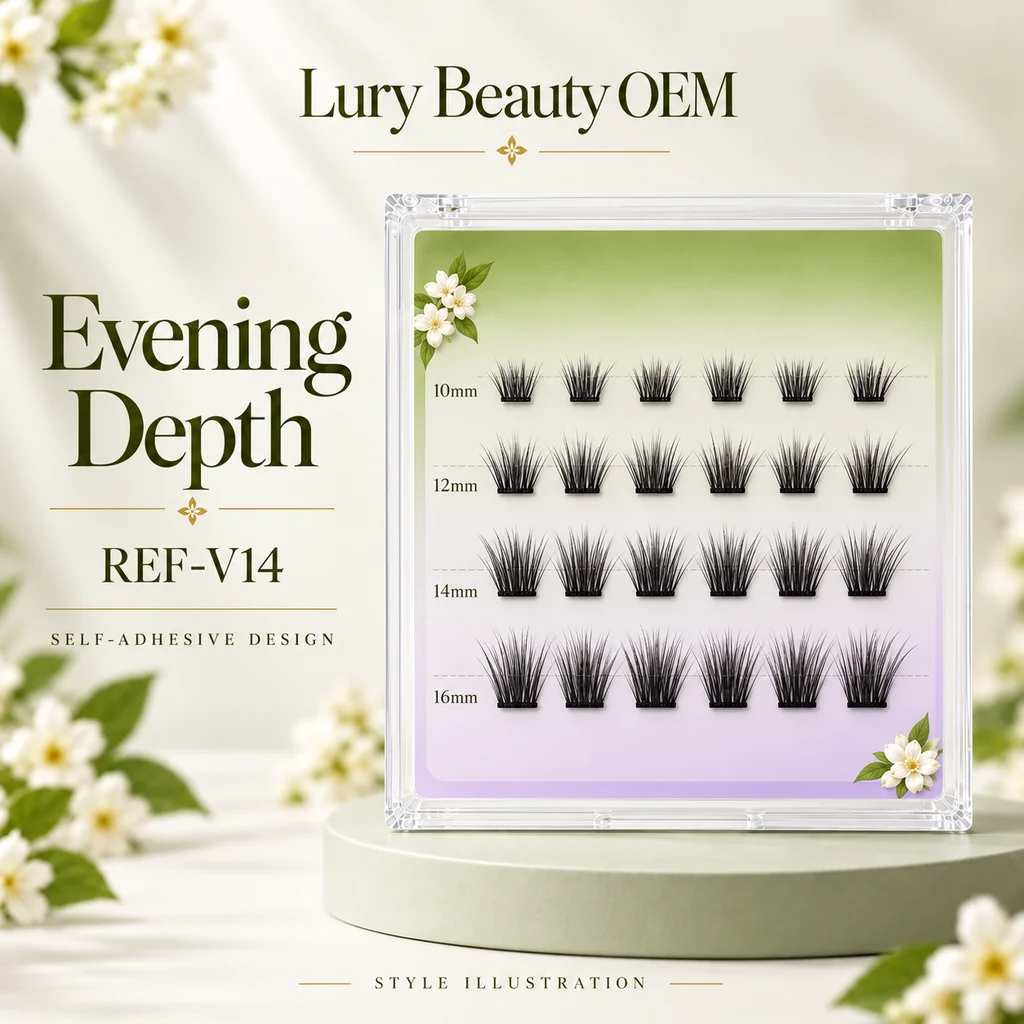 Lury Beauty OEM
Evening
Depth
REF-V14
SELF-ADHESIVE DESIGN
10mm
12mm
14mm
16mm
STYLE ILLUSTRATION